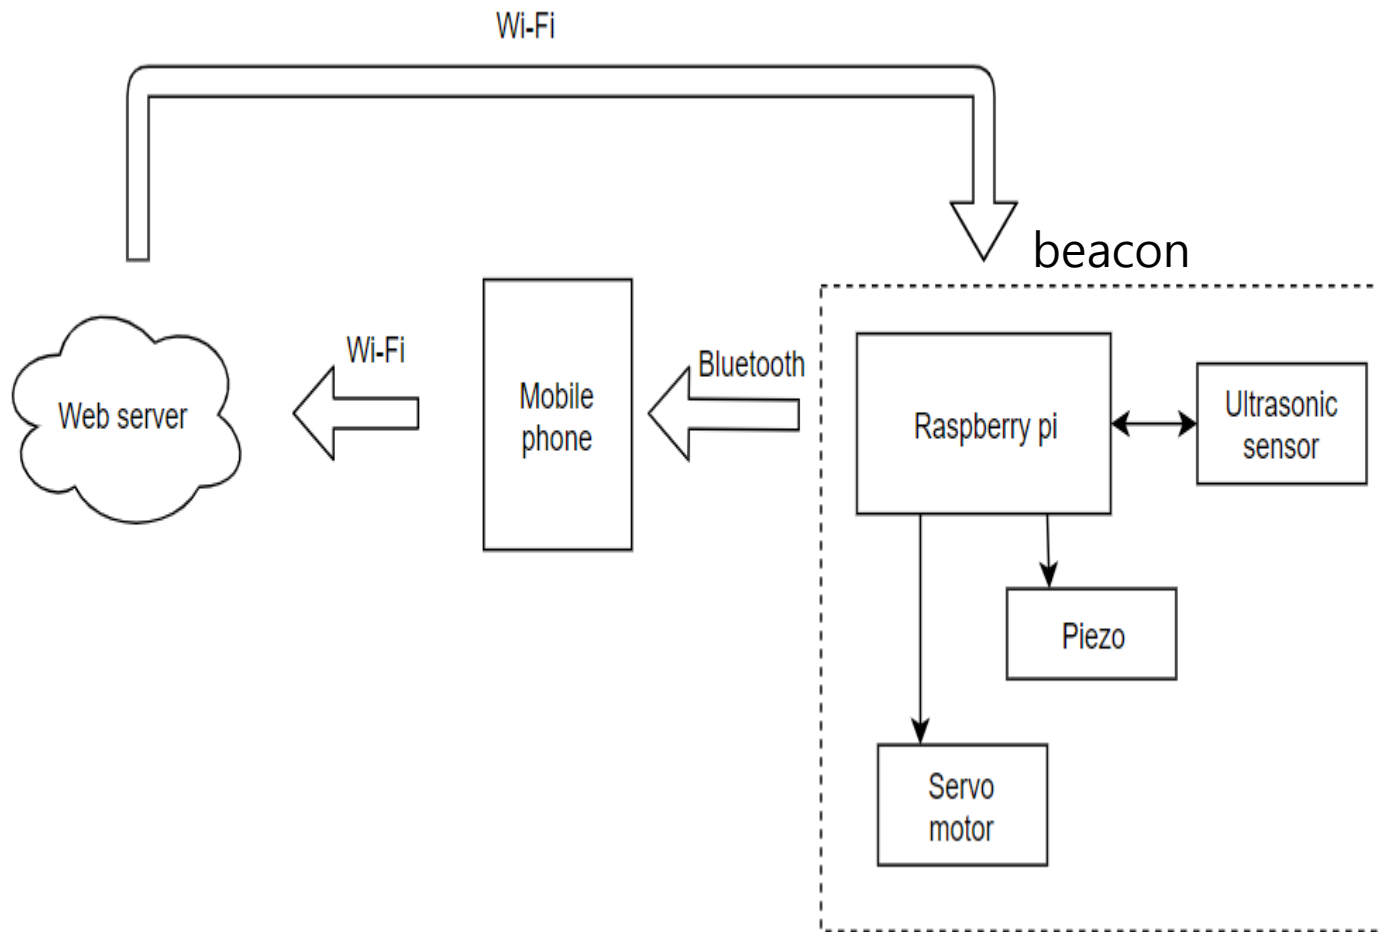 Wi-Fi
beacon
Wi-Fi
Bluetooth
Web server
Mobile
phone
Raspberry pi
Ultrasonic
sensor
Piezo
Servo
motor